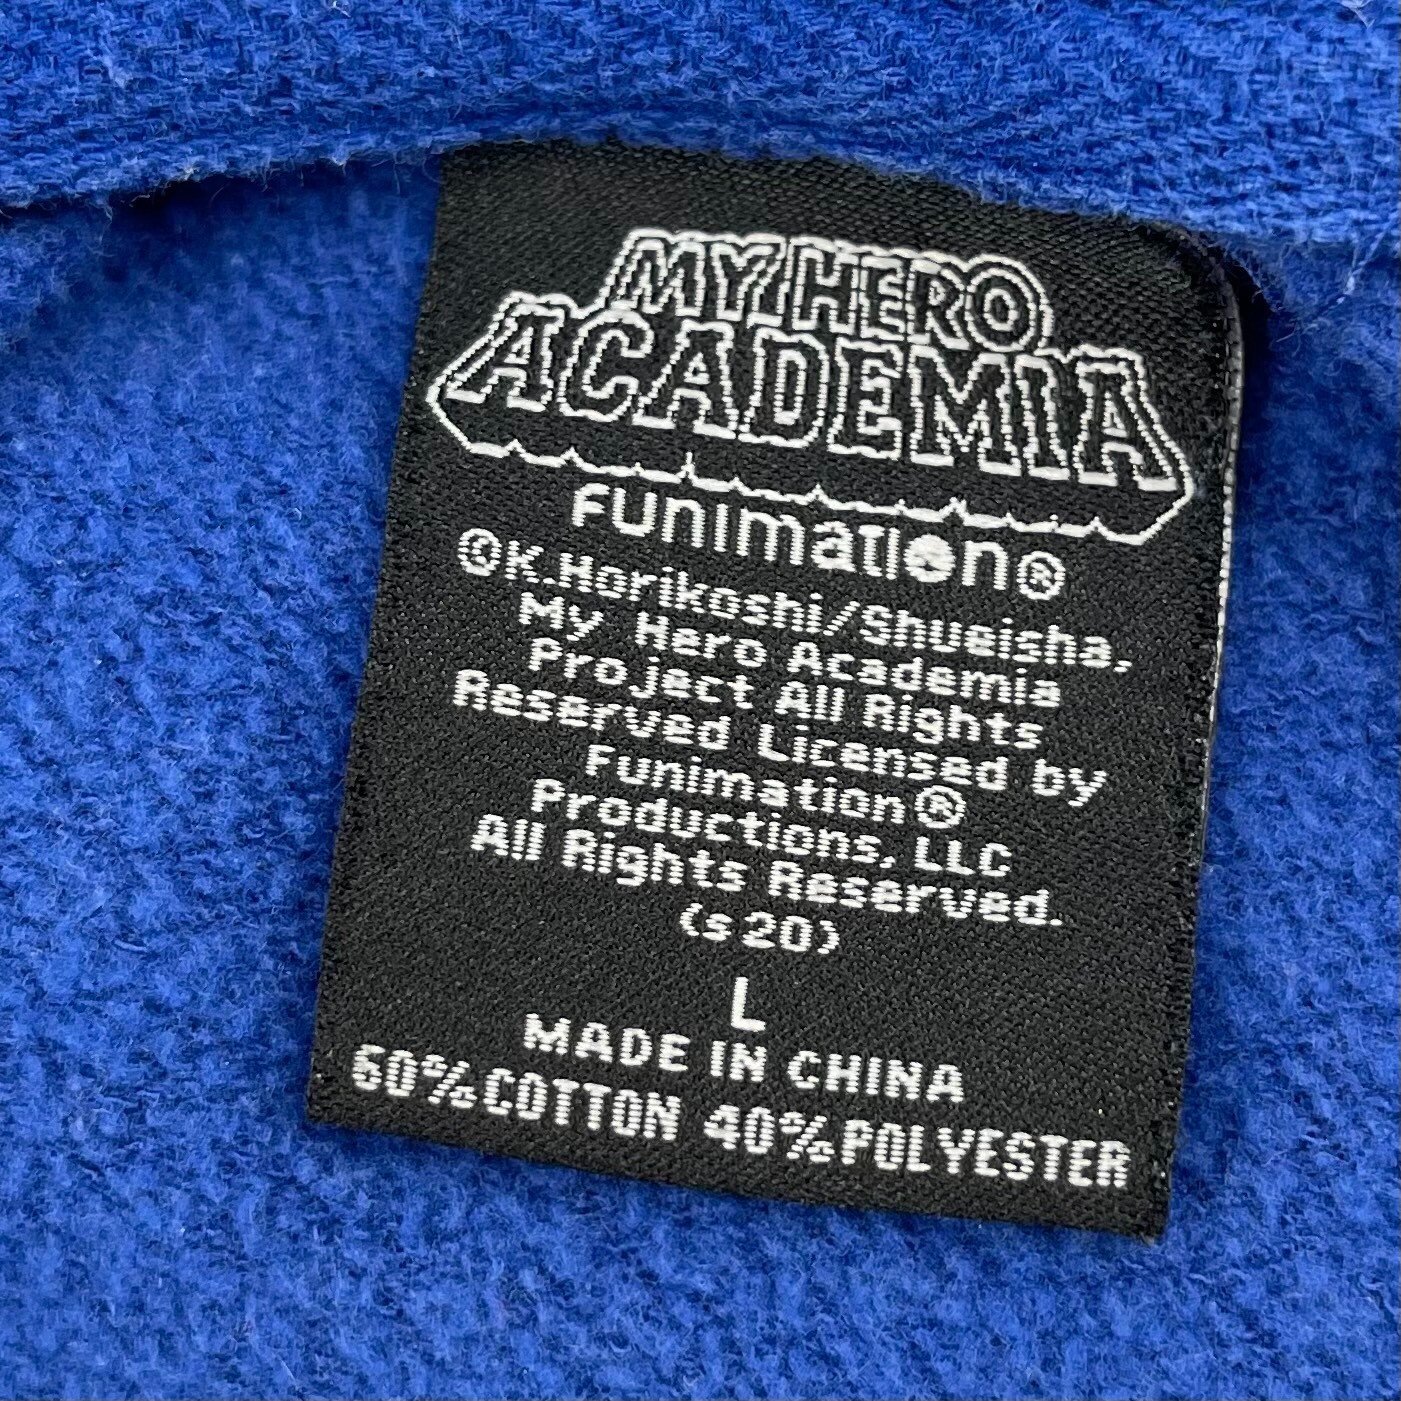 MY HERO
ACADEMIA
FUNIMATION®
©K.Horikoshi/Shueisha,
My Hero Academia
Project All Rights
Reserved Licensed by
Funimation®
Productions, LLC
All Rights Reserved.
(s20)
L
MADE IN CHINA
60%COTTON 40%POLYESTER